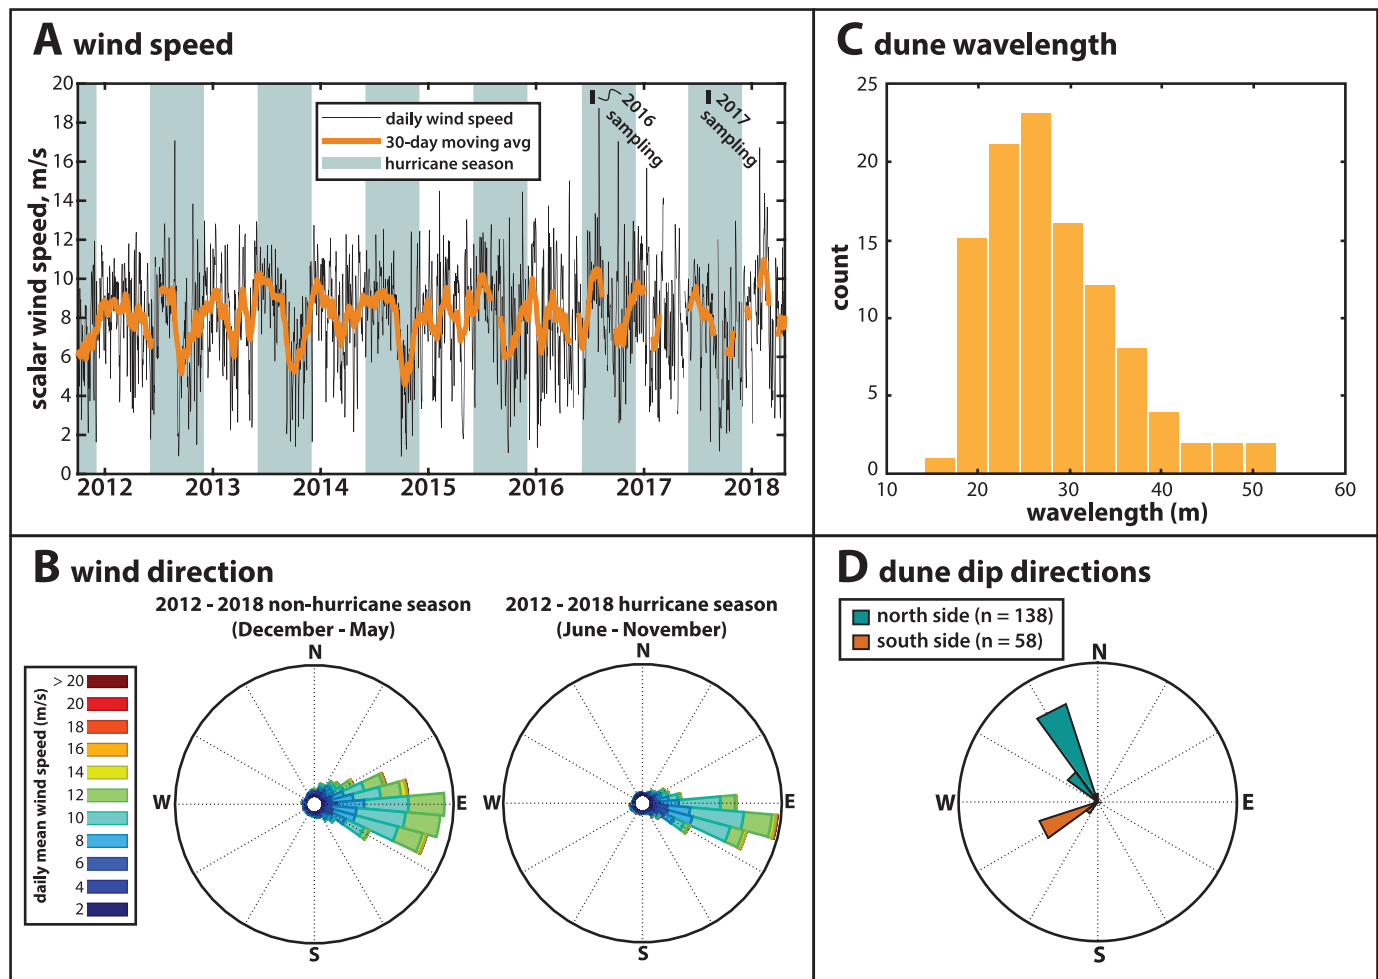 A wind speed
20
18
16
14
12
10
8
6
4
2
0
scalar wind speed, m/s
daily wind speed
30-day moving avg
hurricane season
2016
sampling
2017
sampling
2012
2013
2014
2015
2016
2017
2018
C dune wavelength
25
20
15
10
5
0
count
10
20
30
40
50
60
wavelength (m)
B wind direction
2012 - 2018 non-hurricane season
(December - May)
2012 - 2018 hurricane season
(June - November)
daily mean wind speed (m/s)
> 20
20
18
16
14
12
10
8
6
4
2
N
W
E
S
N
W
E
S
D dune dip directions
north side (n = 138)
south side (n = 58)
N
W
E
S